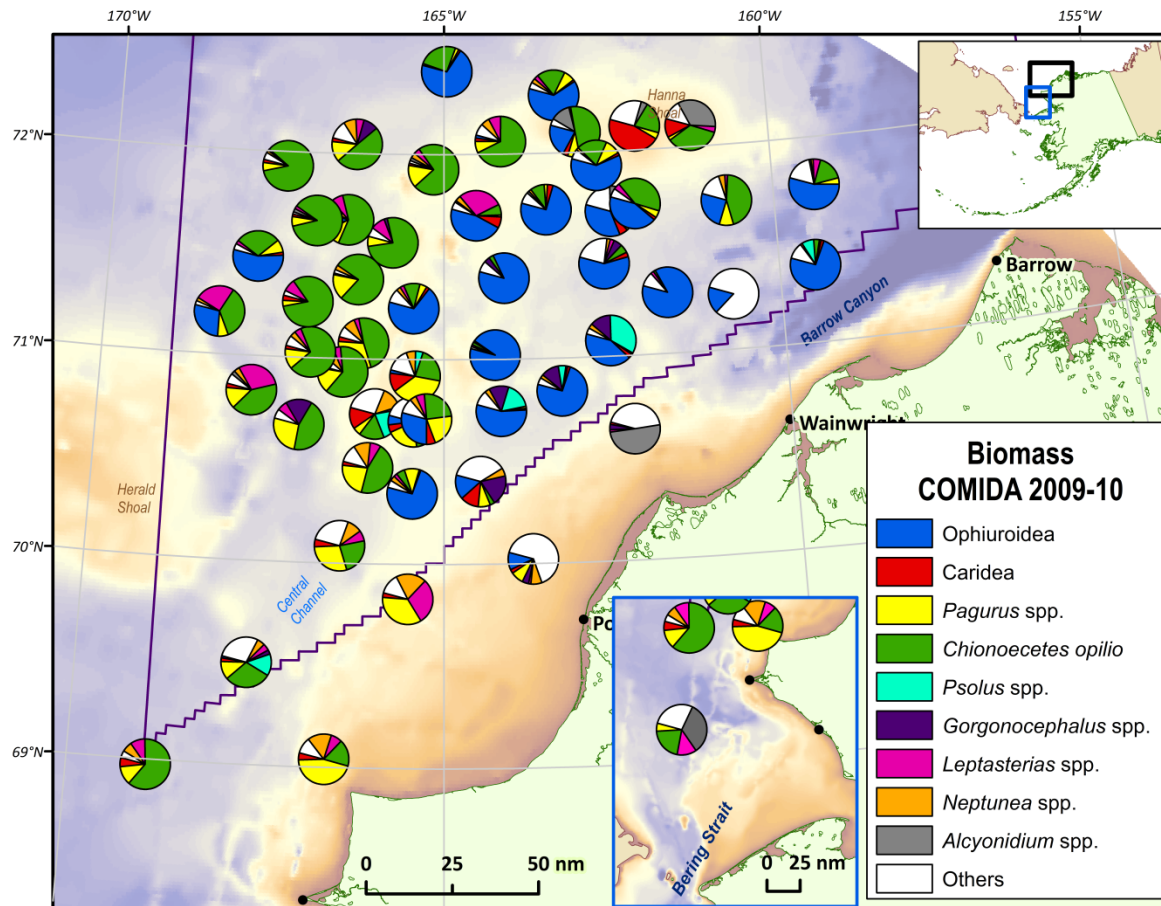 170°W
165°W
160°W
155°W
72°N
71°N
70°N
69°N
Hanna
Shoal
Barrow
Barrow Canyon
Wainwright
Herald
Shoal
Central
Channel
Po
0 25 50 nm
Bering Strait
0 25 nm
Biomass
COMIDA 2009-10
Ophiuroidea
Caridea
Pagurus spp.
Chionoecetes opilio
Psolus spp.
Gorgonocephalus spp.
Leptasterias spp.
Neptunea spp.
Alcyonidium spp.
Others